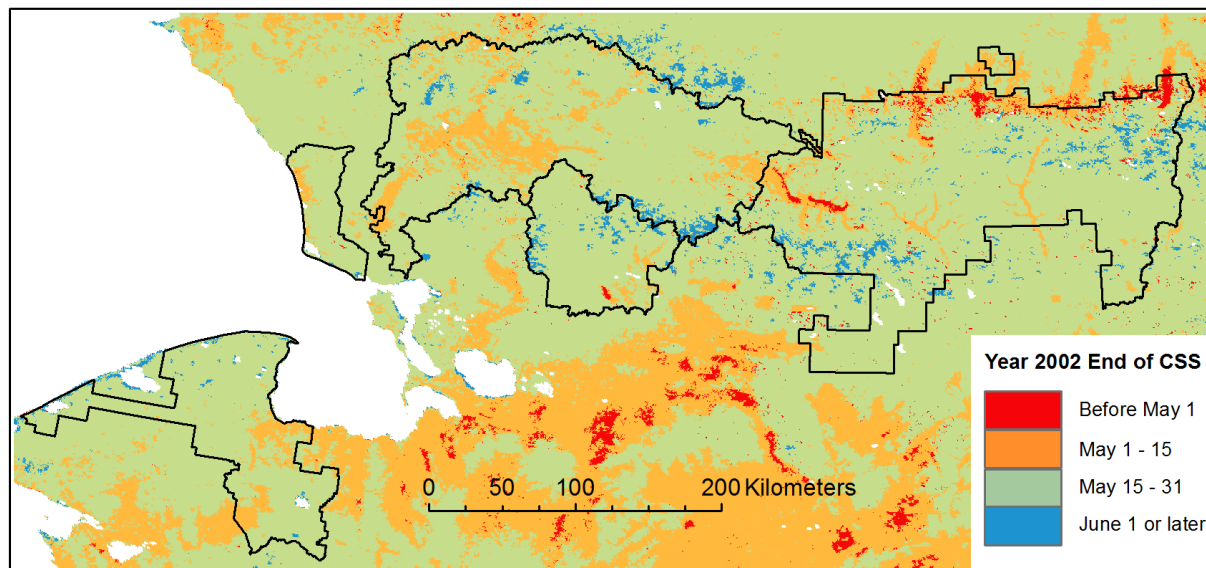 Year 2002 End of CSS
Before May 1
May 1 - 15
May 15 - 31
June 1 or later
0 50 100 200 Kilometers